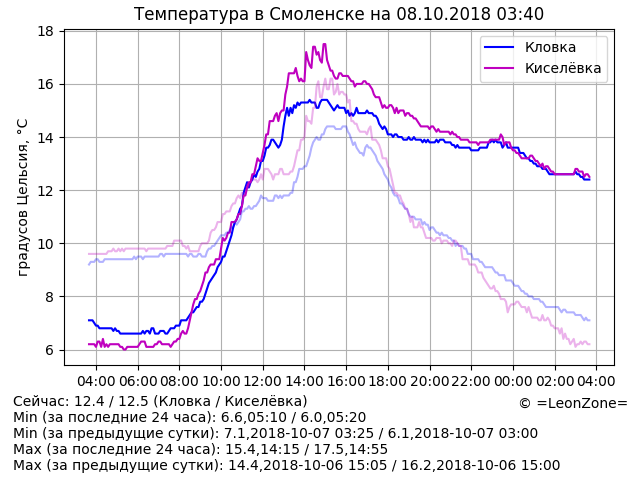 Температура в Смоленске на 08.10.2018 03:40
Кловка
Киселёвка
градусов Цельсия, °C
18
16
14
12
10
8
6
04:00 06:00 08:00 10:00 12:00 14:00 16:00 18:00 20:00 22:00 00:00 02:00 04:00
© =LeonZone=
Сейчас: 12.4 / 12.5 (Кловка / Киселёвка)
Min (за последние 24 часа): 6.6,05:10 / 6.0,05:20
Min (за предыдущие сутки): 7.1,2018-10-07 03:25 / 6.1,2018-10-07 03:00
Max (за последние 24 часа): 15.4,14:15 / 17.5,14:55
Max (за предыдущие сутки): 14.4,2018-10-06 15:05 / 16.2,2018-10-06 15:00